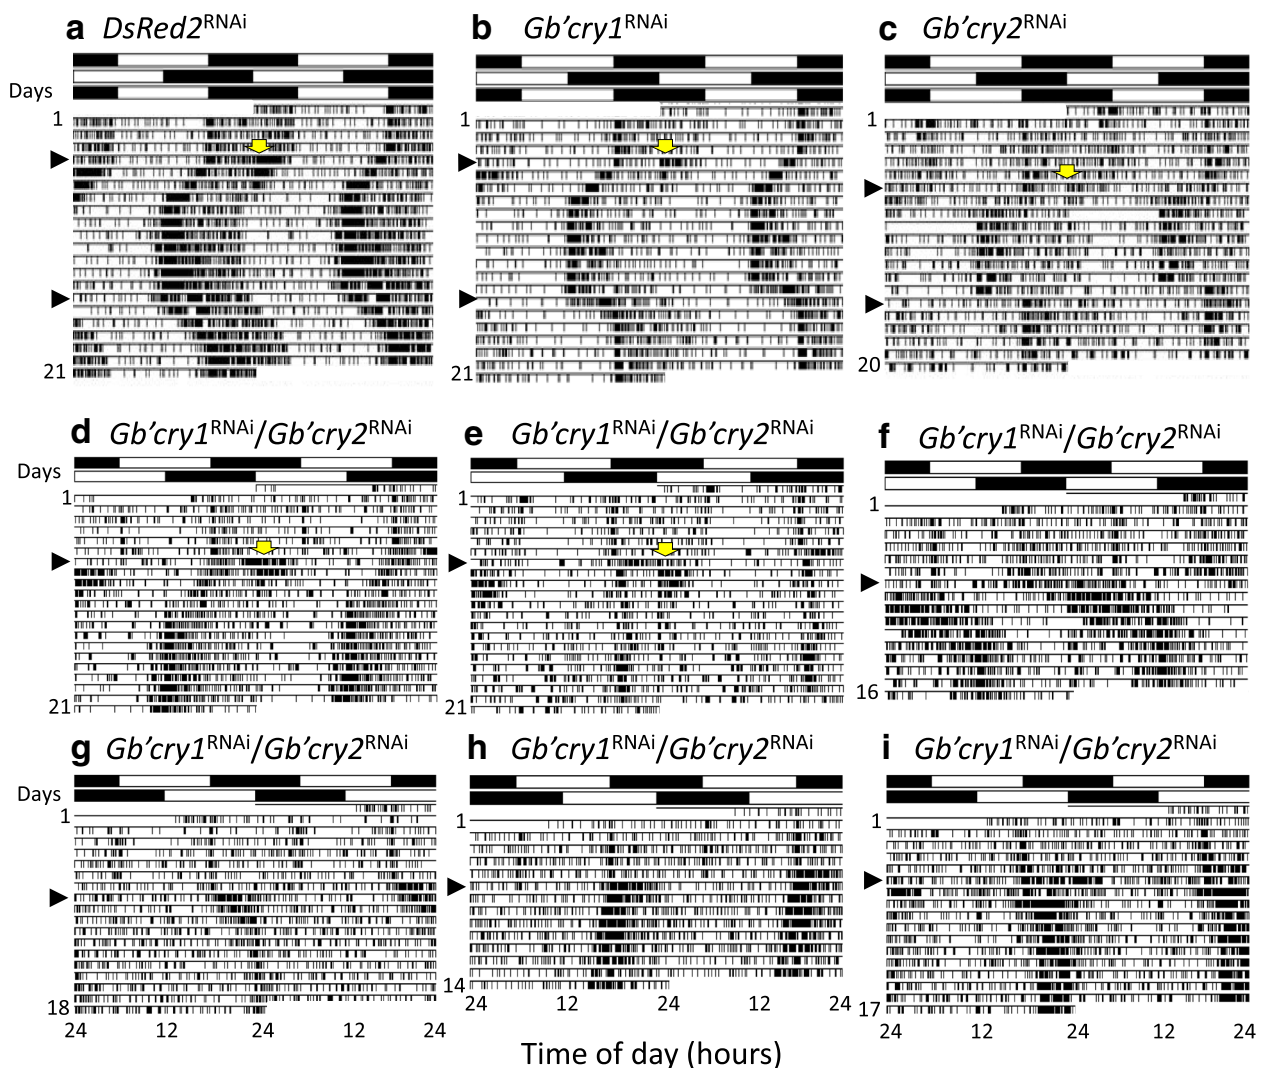 a DsRed2RNAi
b Gb'cry1RNAi
c Gb'cry2RNAi
Days
1
1
1
21
21
20
d Gb'cry1RNAi/Gb'cry2RNAi
e Gb'cry1RNAi/Gb'cry2RNAi
f Gb'cry1RNAi/Gb'cry2RNAi
Days
1
1
1
21
21
16
g Gb'cry1RNAi/Gb'cry2RNAi
h Gb'cry1RNAi/Gb'cry2RNAi
i Gb'cry1RNAi/Gb'cry2RNAi
Days
1
1
1
18
14
17
24 12 24 12 24
24 12 24 12 24
24 12 24 12 24
Time of day (hours)